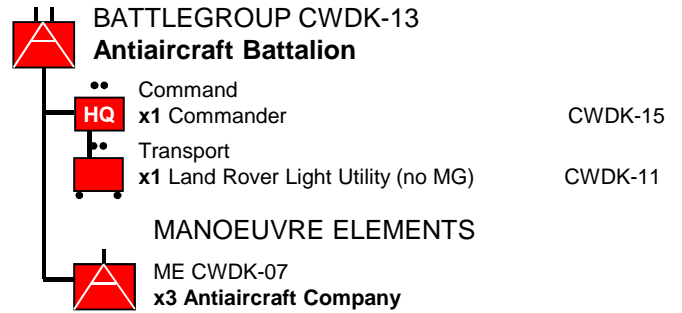 BATTLEGROUP CWDK-13
Antiaircraft Battalion
Command
HQ x1 Commander CWDK-15
Transport
x1 Land Rover Light Utility (no MG) CWDK-11
MANOEUVRE ELEMENTS
ME CWDK-07
x3 Antiaircraft Company